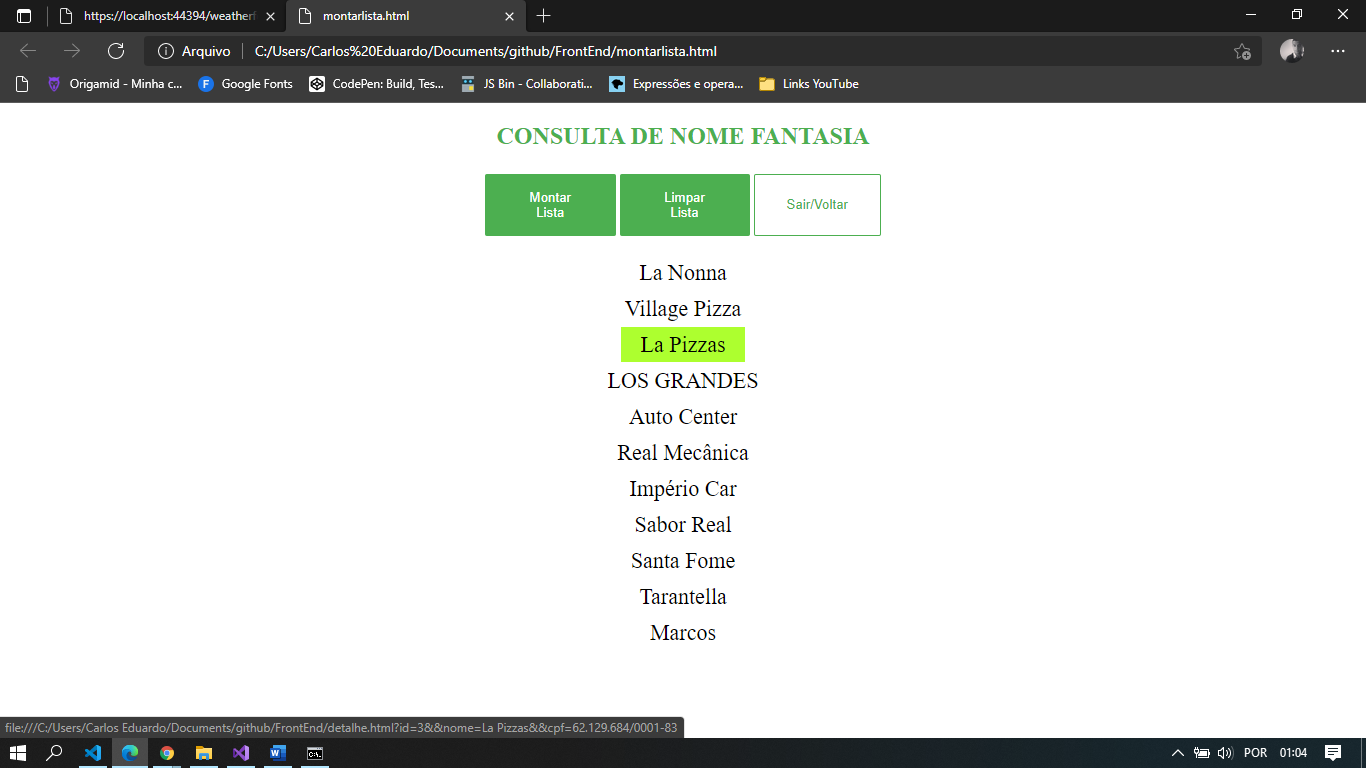 https://localhost:44394/weatherf
montarlista.html
Arquivo
C:/Users/Carlos%20Eduardo/Documents/github/FrontEnd/montarlista.html
Origamid - Minha c...
Google Fonts
CodePen: Build, Tes...
JS Bin - Collaborati...
Expressões e opera...
Links YouTube
CONSULTA DE NOME FANTASIA
Montar
Lista
Limpar
Lista
Sair/Voltar
La Nonna
Village Pizza
La Pizzas
LOS GRANDES
Auto Center
Real Mecânica
Império Car
Sabor Real
Santa Fome
Tarantella
Marcos
file:///C:/Users/Carlos Eduardo/Documents/github/FrontEnd/detalhe.html?id=3&&nome=La Pizzas&&cpf=62.129.684/0001-83
POR
01:04